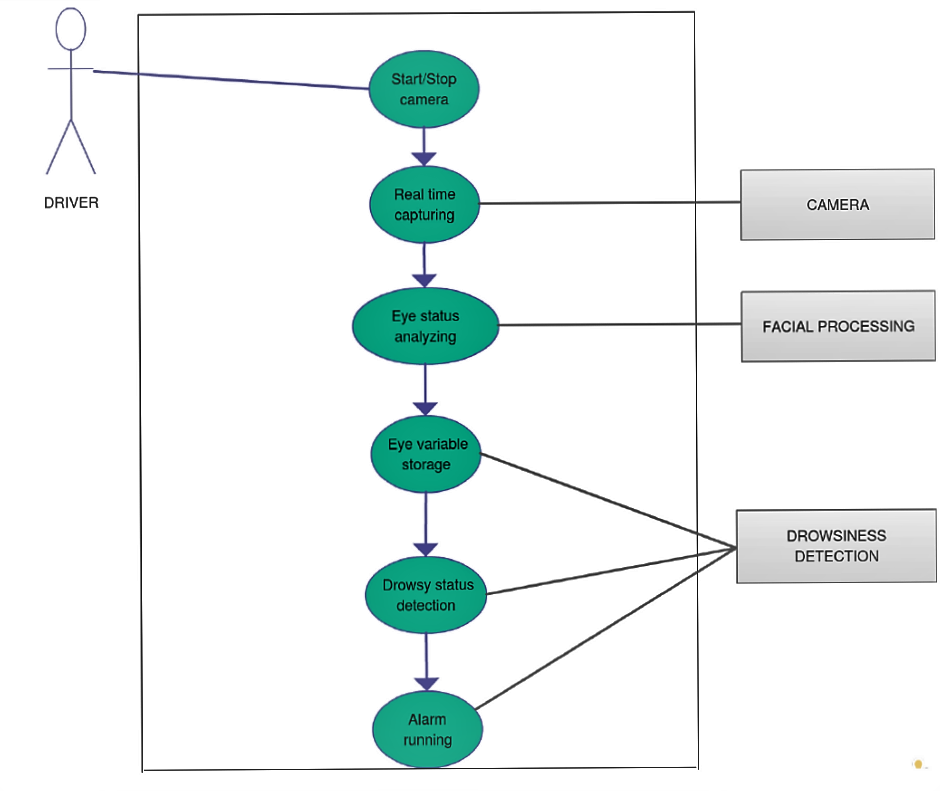 Start/Stop
camera
DRIVER
Real time
capturing
CAMERA
Eye status
analyzing
FACIAL PROCESSING
Eye variable
storage
DROWSINESS
DETECTION
Drowsy status
detection
Alarm
running